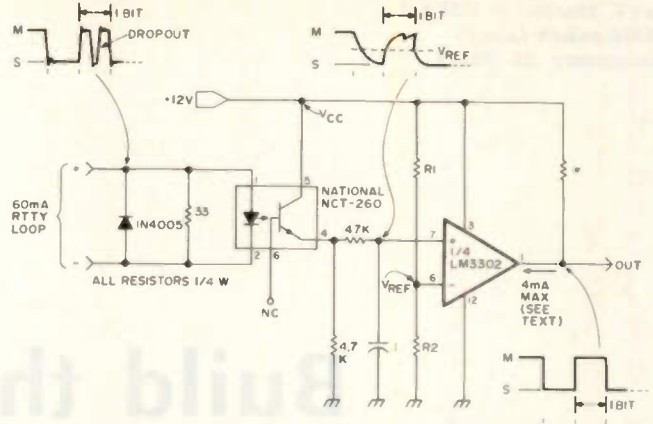 1 BIT
M
DROPOUT
S
1 BIT
M
VREF
S
+12V
VCC
60mA
RTTY
LOOP
+
-
1N4005
33
ALL RESISTORS 1/4 W
1
2
5
4
6
NC
NATIONAL
NCT-260
47K
4.7
K
R1
VREF
R2
7
+
6
-
1/4
LM3302
3
12
1
*
OUT
4mA
MAX
(SEE
TEXT)
M
S
1 BIT
Build th